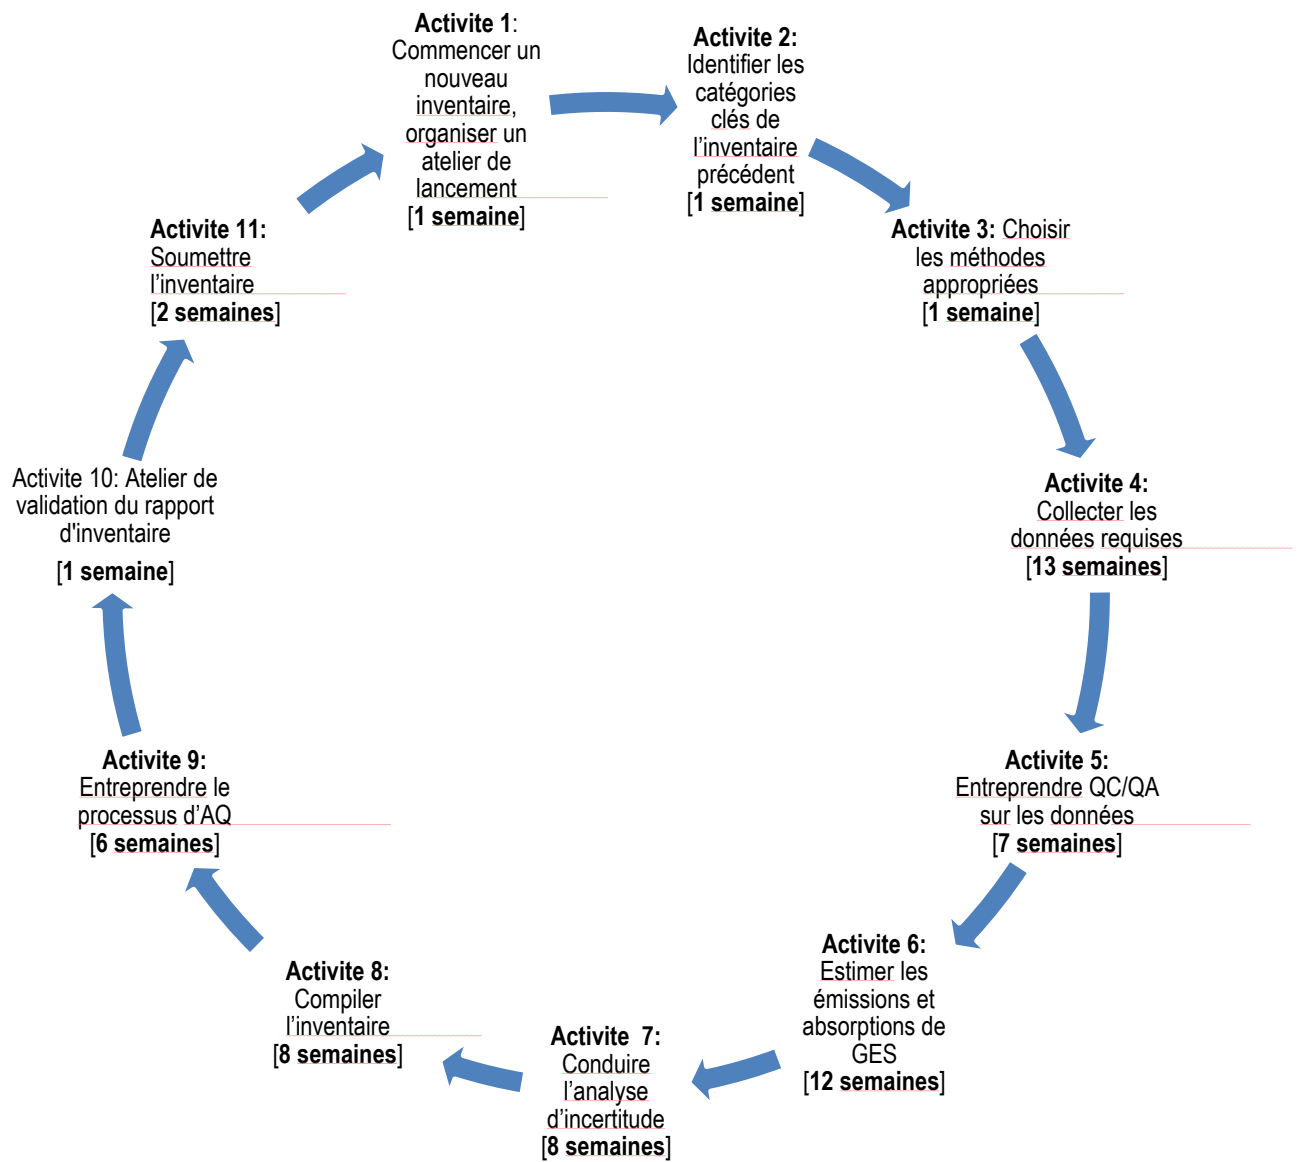 Activite 1:
Commencer un
nouveau
inventaire,
organiser un
atelier de
lancement
[1 semaine]
Activite 2:
Identifier les
catégories
clés de
l’inventaire
précédent
[1 semaine]
Activite 3: Choisir
les méthodes
appropriées
[1 semaine]
Activite 4:
Collecter les
données requises
[13 semaines]
Activite 5:
Entreprendre QC/QA
sur les données
[7 semaines]
Activite 6:
Estimer les
émissions et
absorptions de
GES
[12 semaines]
Activite 7:
Conduire
l’analyse
d’incertitude
[8 semaines]
Activite 8:
Compiler
l’inventaire
[8 semaines]
Activite 9:
Entreprendre le
processus d’AQ
[6 semaines]
Activite 10: Atelier de
validation du rapport
d'inventaire
[1 semaine]
Activite 11:
Soumettre
l’inventaire
[2 semaines]